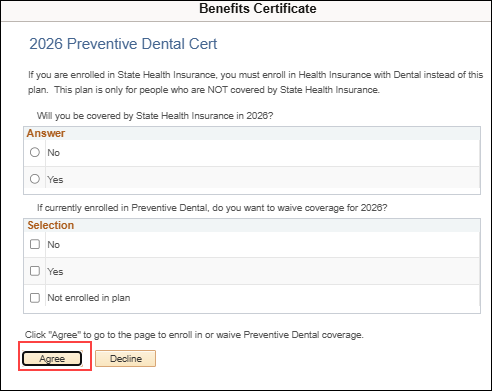 Benefits Certificate
2026 Preventive Dental Cert
If you are enrolled in State Health Insurance, you must enroll in Health Insurance with Dental instead of this
plan.  This plan is only for people who are NOT covered by State Health Insurance.
Will you be covered by State Health Insurance in 2026?
Answer
No
Yes
If currently enrolled in Preventive Dental, do you want to waive coverage for 2026?
Selection
No
Yes
Not enrolled in plan
Click "Agree" to go to the page to enroll in or waive Preventive Dental coverage.
Agree Decline